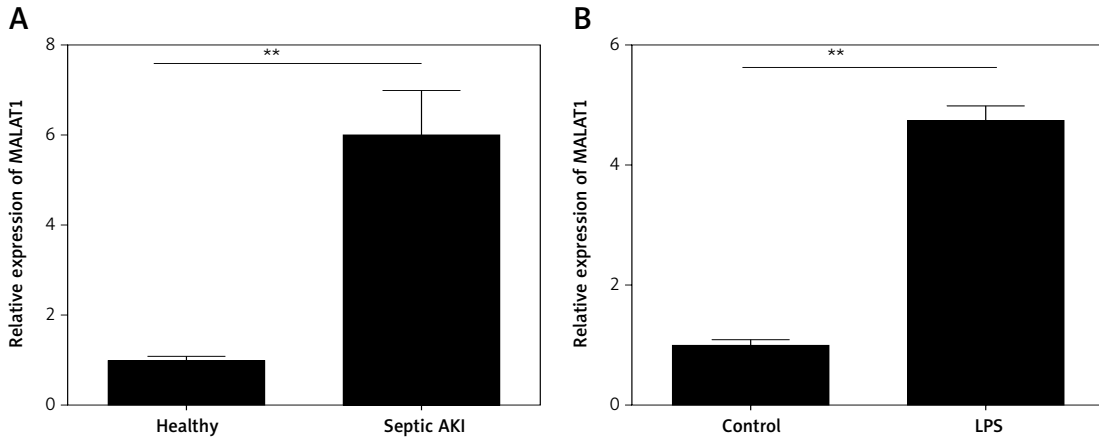 A
Relative expression of MALAT1
8
6
4
2
0
**
Healthy
Septic AKI
B
Relative expression of MALAT1
6
4
2
0
**
Control
LPS